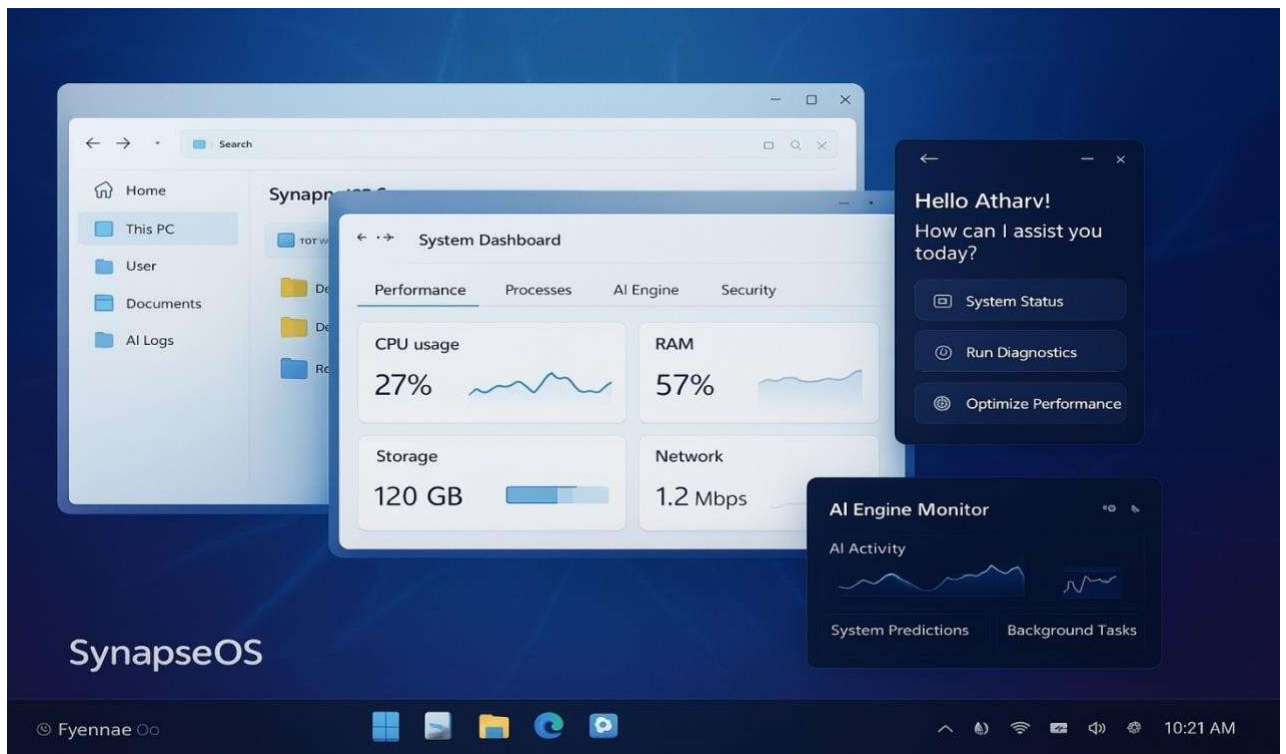 Search
Home
This PC
User
Documents
AI Logs
System Dashboard
Performance Processes AI Engine Security
CPU usage
27%
RAM
57%
Storage
120 GB
Network
1.2 Mbps
Hello Atharv!
How can I assist you
today?
System Status
Run Diagnostics
Optimize Performance
AI Engine Monitor
AI Activity
System Predictions Background Tasks
SynapseOS
Fyennae
10:21 AM